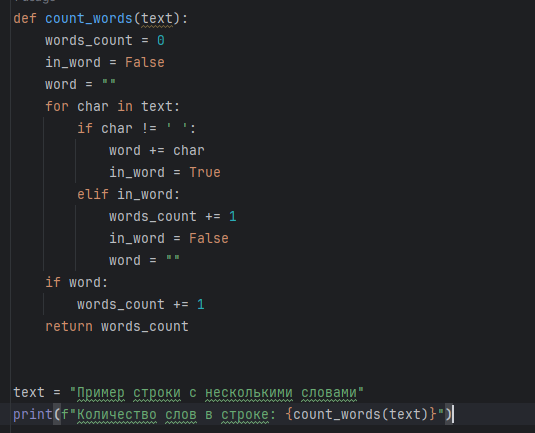 def count_words(text):
    words_count = 0
    in_word = False
    word = ""
    for char in text:
        if char != ' ':
            word += char
            in_word = True
        elif in_word:
            words_count += 1
            in_word = False
            word = ""
    if word:
        words_count += 1
    return words_count
text = "Пример строки с несколькими словами"
print(f"Количество слов в строке: {count_words(text)}")